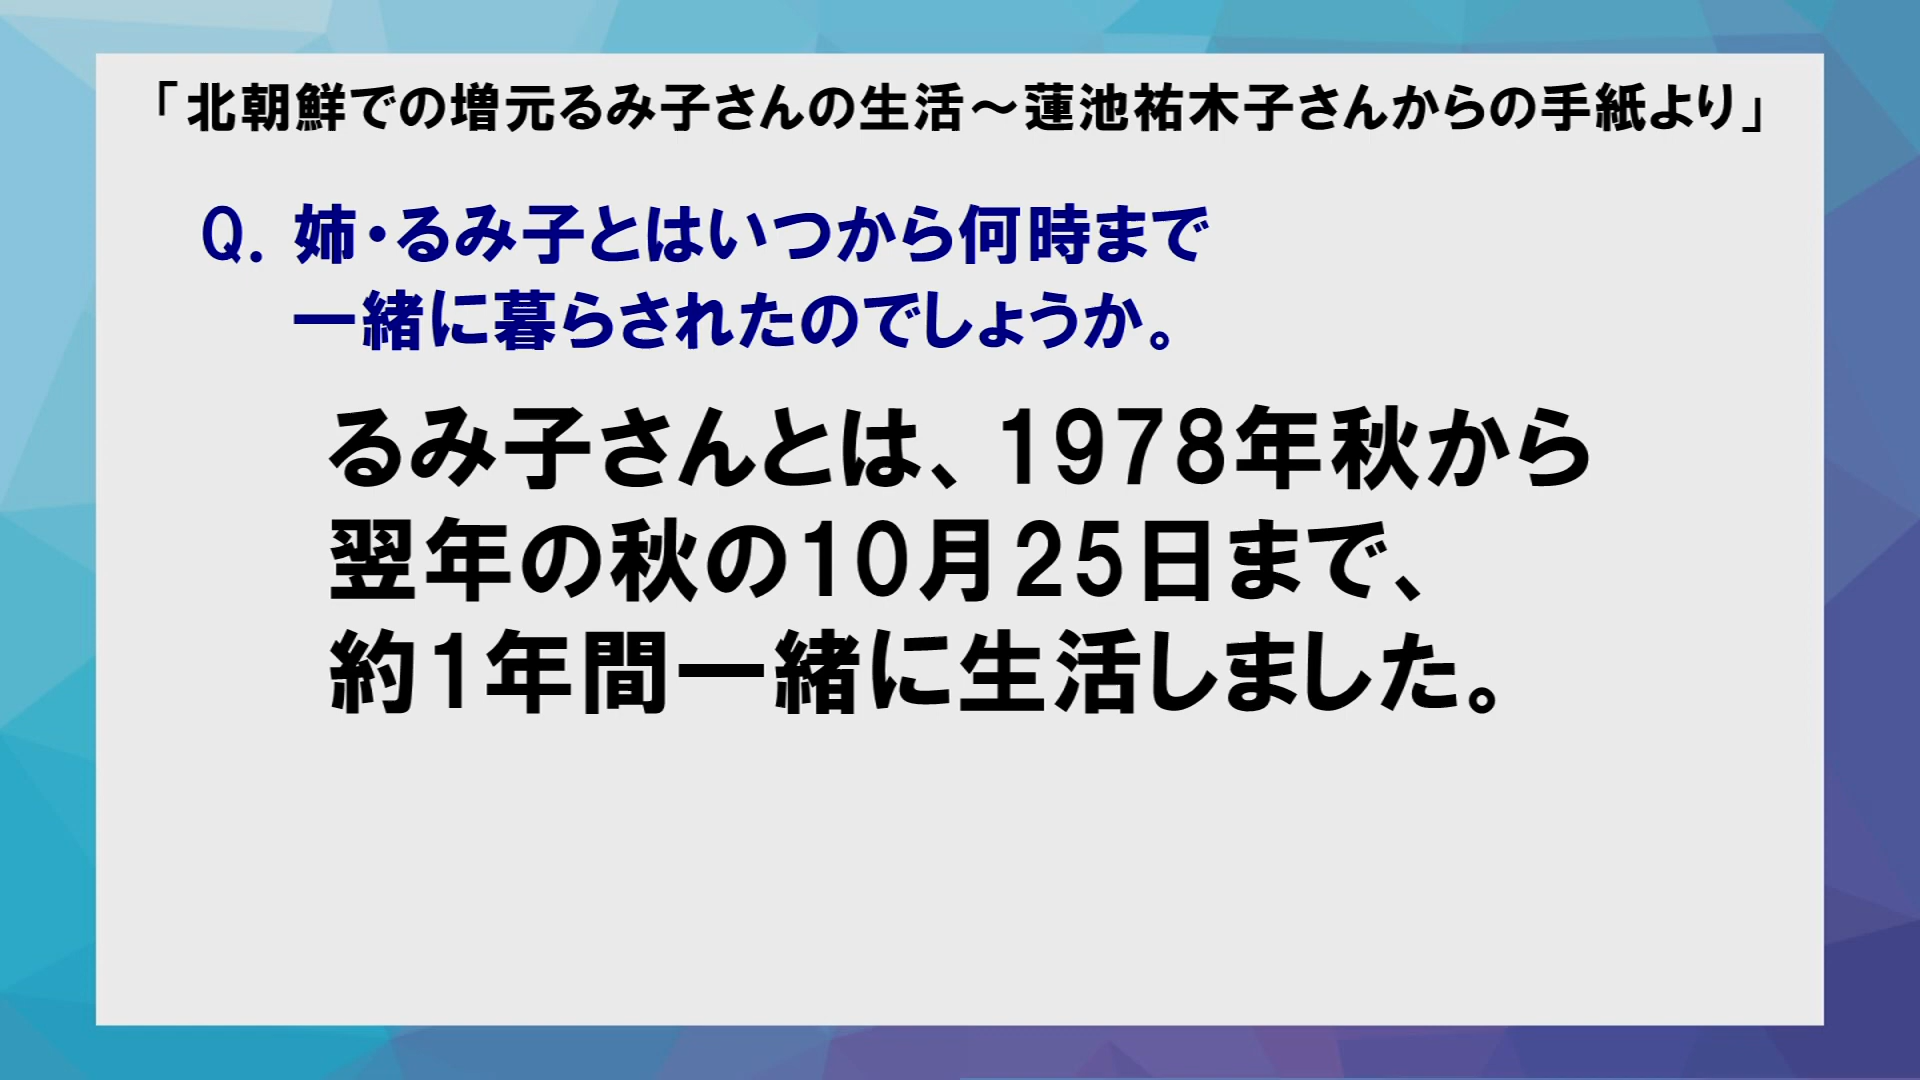 「北朝鮮での増元るみ子さんの生活～蓮池祐木子さんからの手紙より」
Q. 姉・るみ子とはいつから何時まで
一緒に暮らされたのでしょうか。
るみ子さんとは、1978年秋から
翌年の秋の10月25日まで、
約1年間一緒に生活しました。